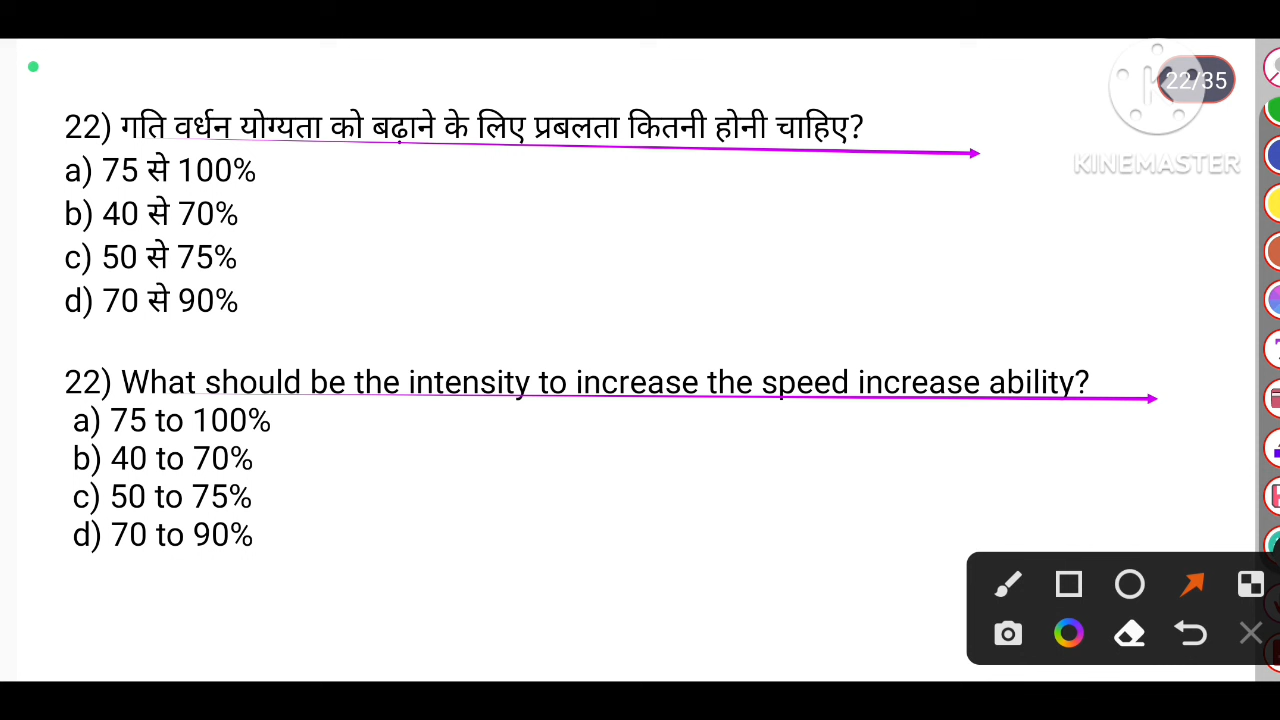 22/35
KINEMASTER
22) गति वर्धन योग्यता को बढ़ाने के लिए प्रबलता कितनी होनी चाहिए?
a) 75 से 100%
b) 40 से 70%
c) 50 से 75%
d) 70 से 90%
22) What should be the intensity to increase the speed increase ability?
a) 75 to 100%
b) 40 to 70%
c) 50 to 75%
d) 70 to 90%